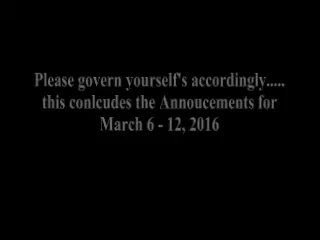 Please govern yourself's accordingly.....
this conlcudes the Annoucements for
March 6 - 12, 2016